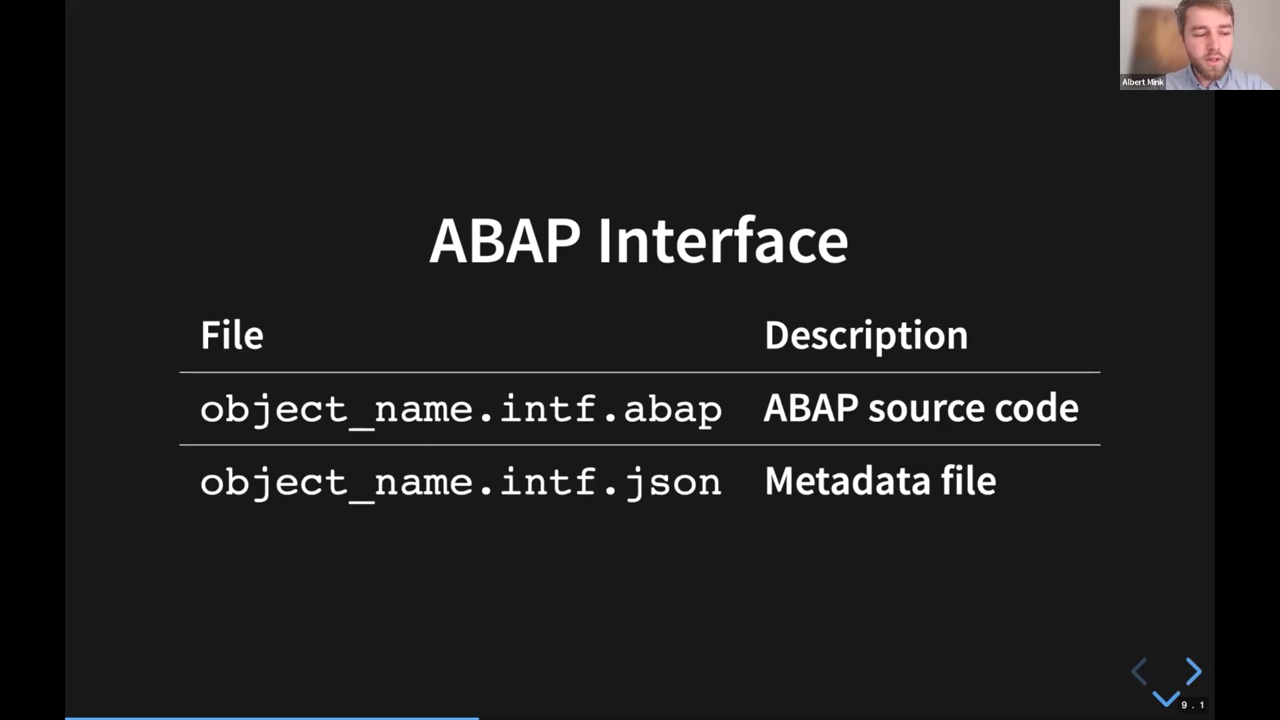 Albert Mink
ABAP Interface
File Description
object_name.intf.abap ABAP source code
object_name.intf.json Metadata file
9.1